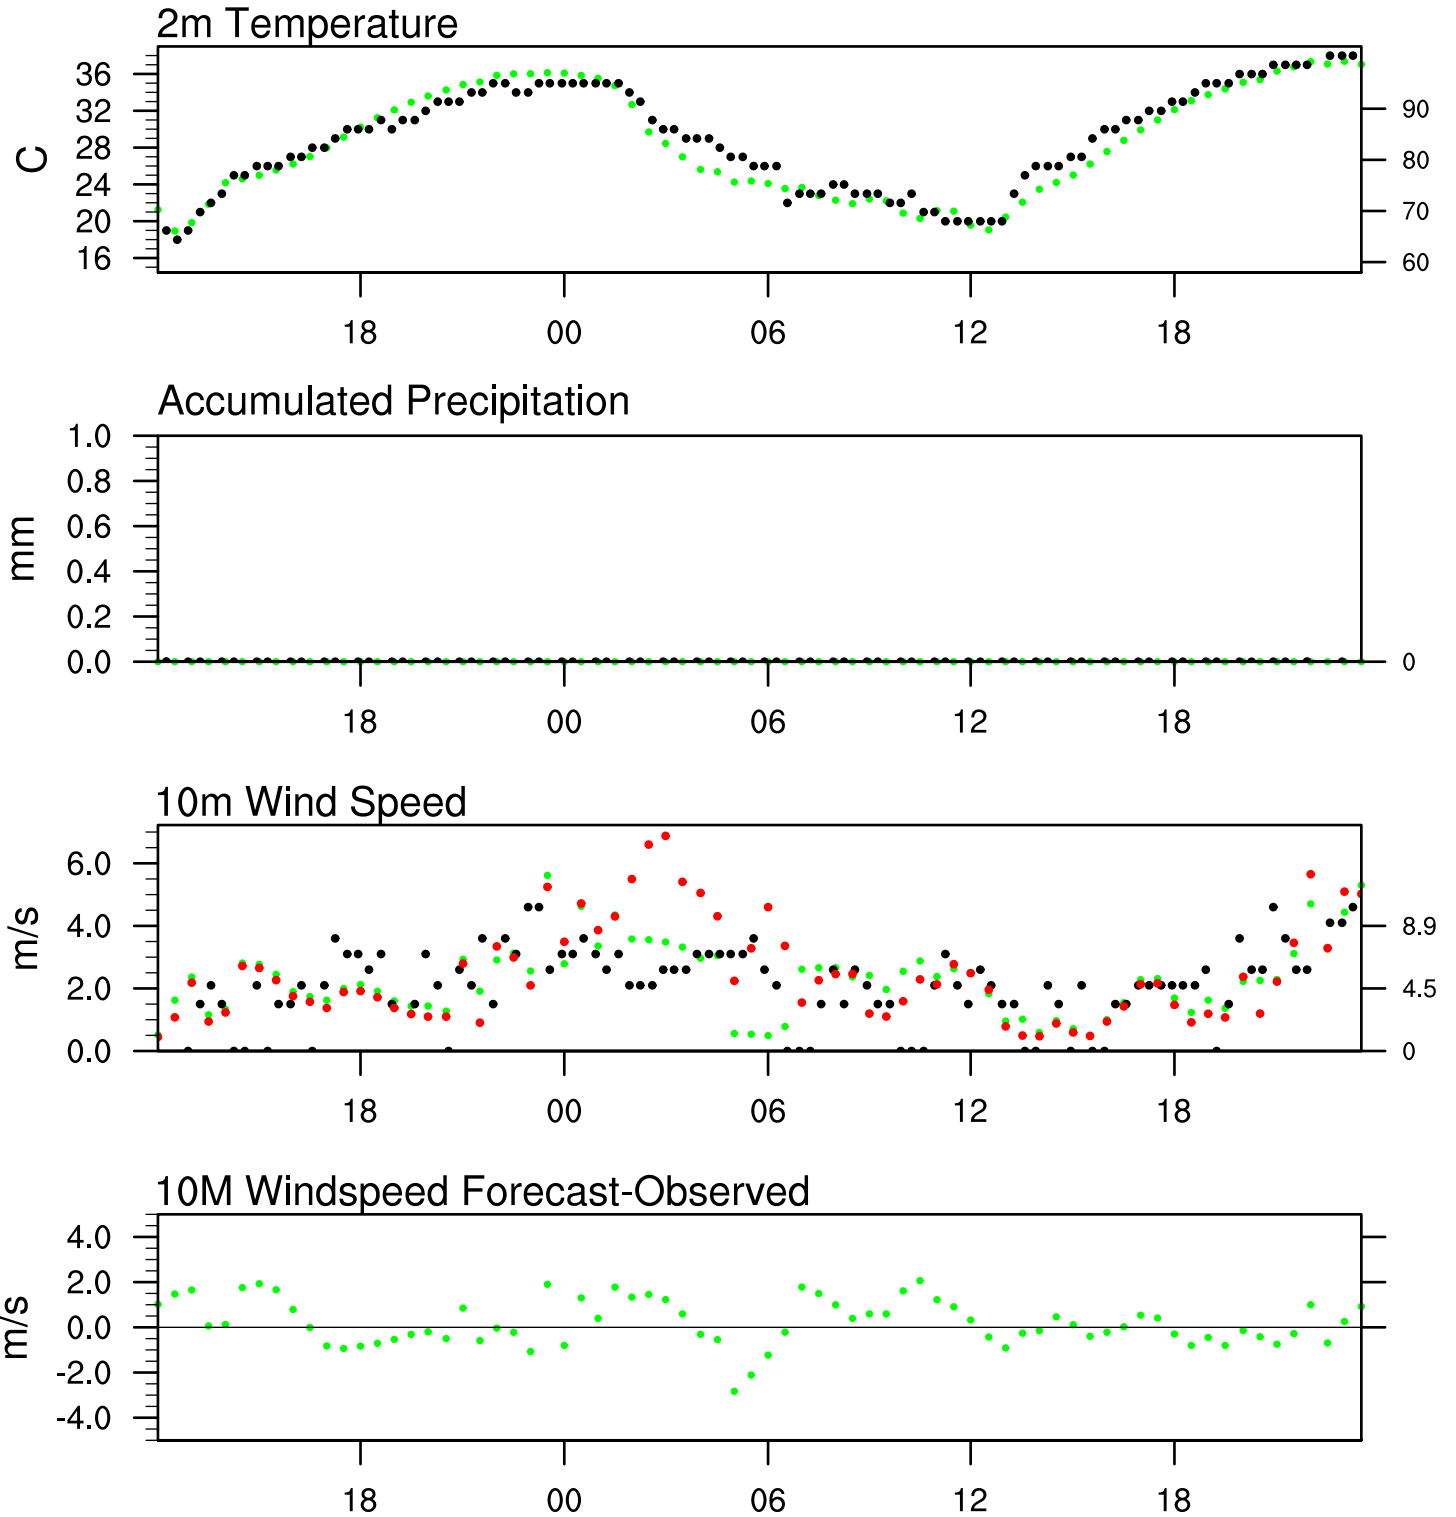 2m Temperature
36
32
28
24
20
16
C
90
80
70
60
18 00 06 12 18
Accumulated Precipitation
1.0
0.8
0.6
0.4
0.2
0.0
mm
0
18 00 06 12 18
10m Wind Speed
6.0
4.0
2.0
0.0
m/s
8.9
4.5
0
18 00 06 12 18
10M Windspeed Forecast-Observed
4.0
2.0
0.0
-2.0
-4.0
m/s
18 00 06 12 18